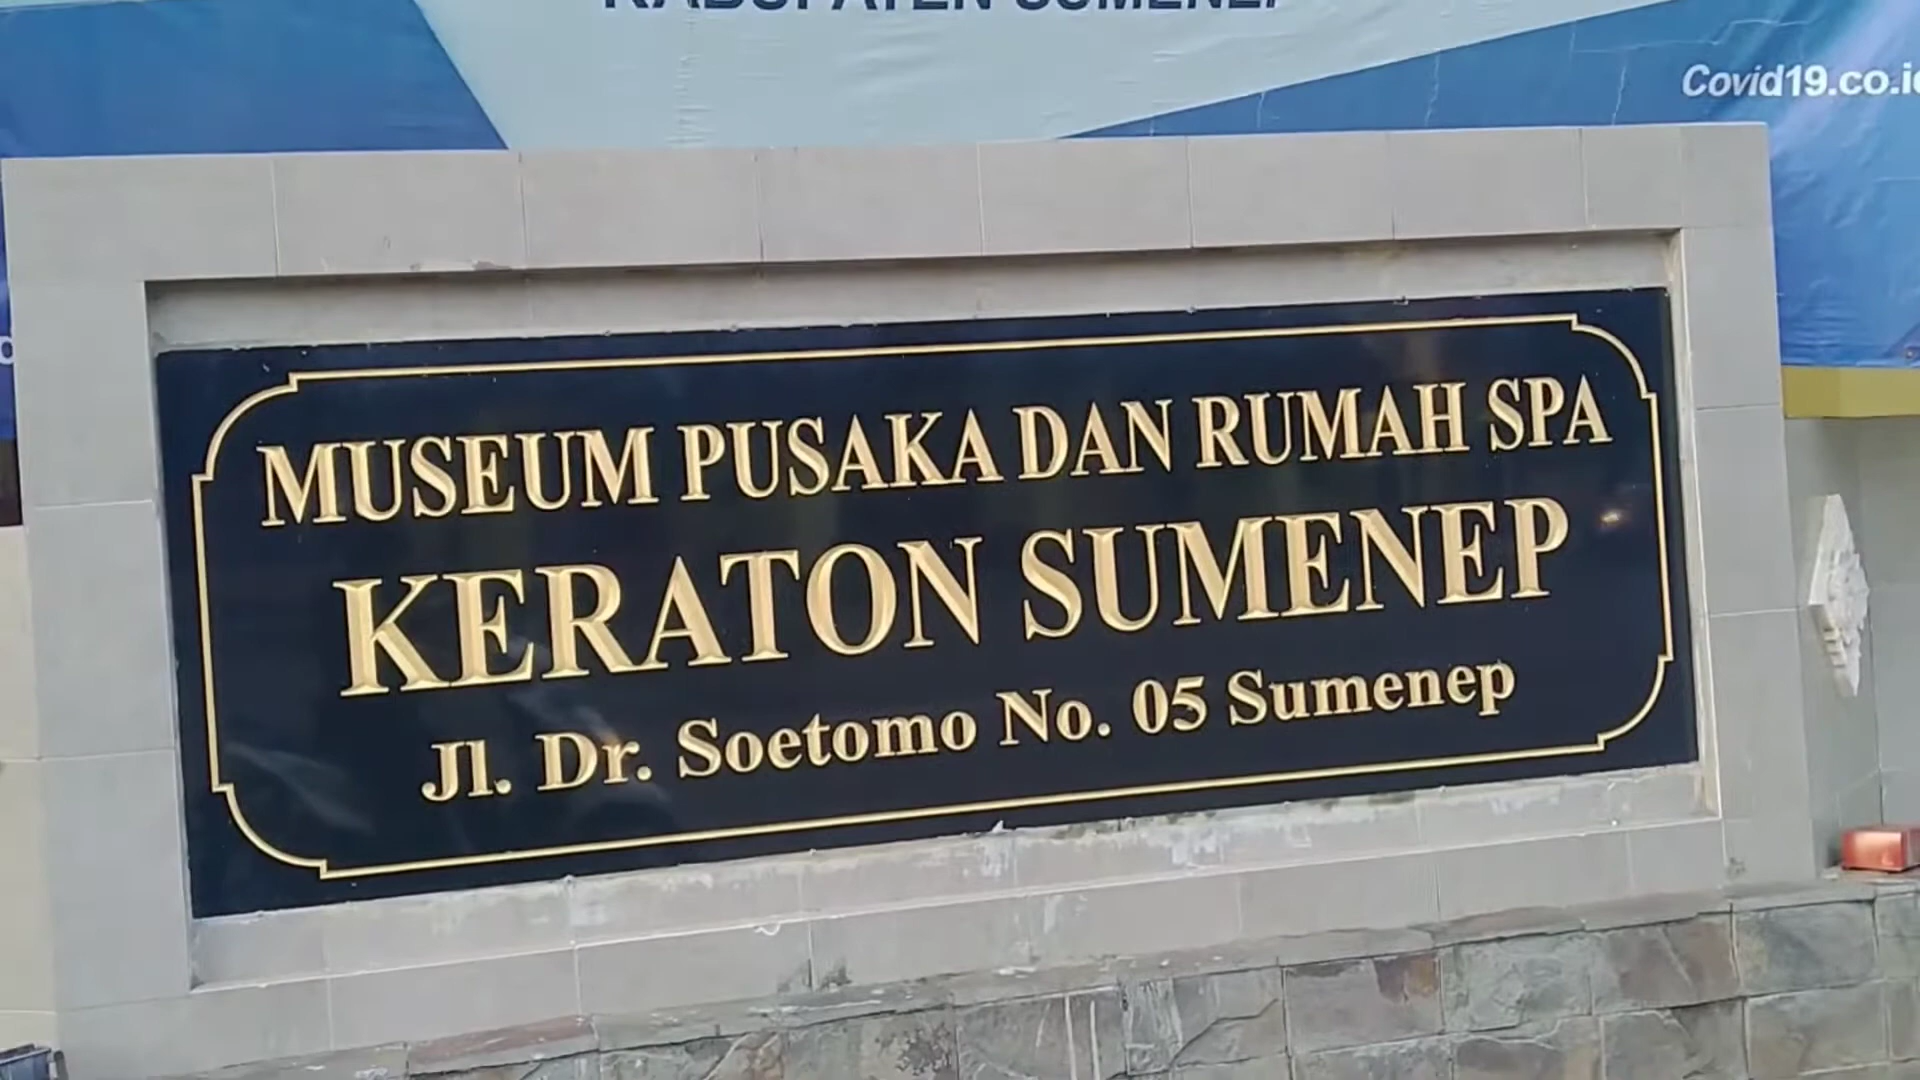 KABUPATEN SUMENEP
Covid19.co.id
MUSEUM PUSAKA DAN RUMAH SPA
KERATON SUMENEP
Jl. Dr. Soetomo No. 05 Sumenep